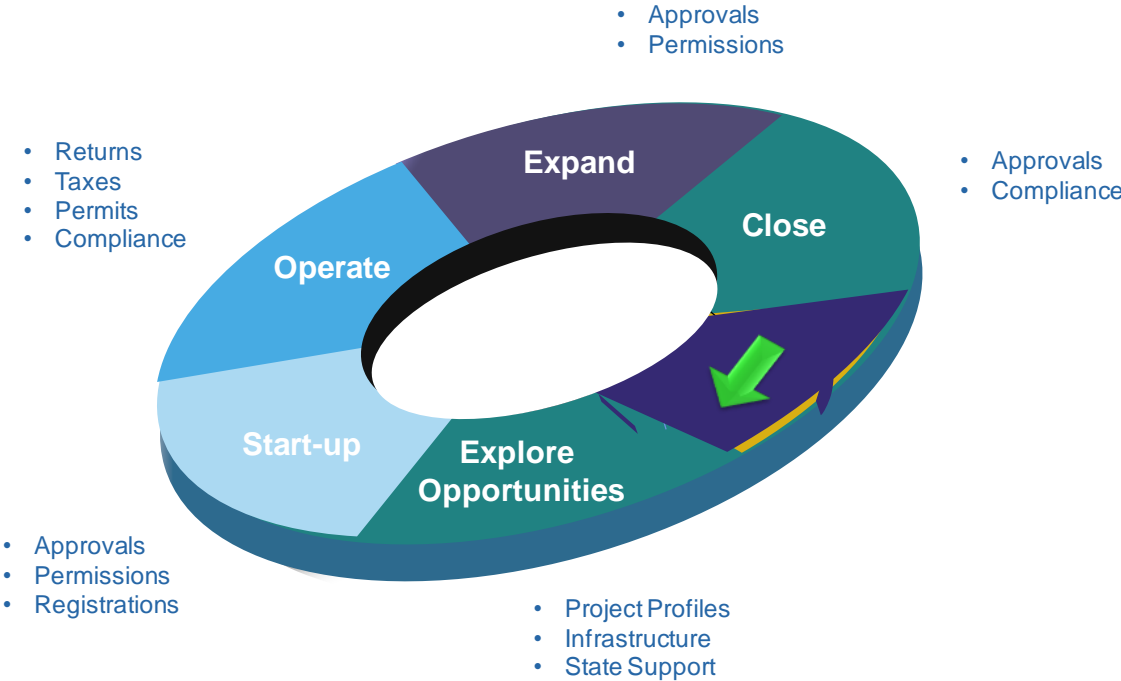 • Approvals
• Permissions
Expand
• Returns
• Taxes
• Permits
• Compliance
• Approvals
• Compliance
Close
Operate
Start-up
Explore
Opportunities
• Approvals
• Permissions
• Registrations
• Project Profiles
• Infrastructure
• State Support